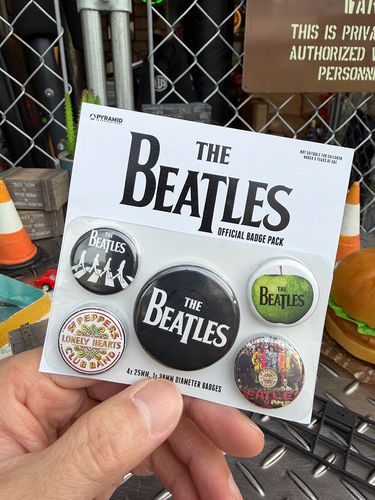 WAR
THIS IS PRIVA
AUTHORIZED
PERSONN
PYRAMID
NOT SUITABLE FOR CHILDREN
UNDER 3 YEARS OF AGE
THE
BEATLES
OFFICIAL BADGE PACK
THE
BEATLES
THE
BEATLES
THE
BEATLES
SGT PEPPERS
LONELY HEARTS
CLUB BAND
BEATLES
4x 25MM, 1x 38MM DIAMETER BADGES